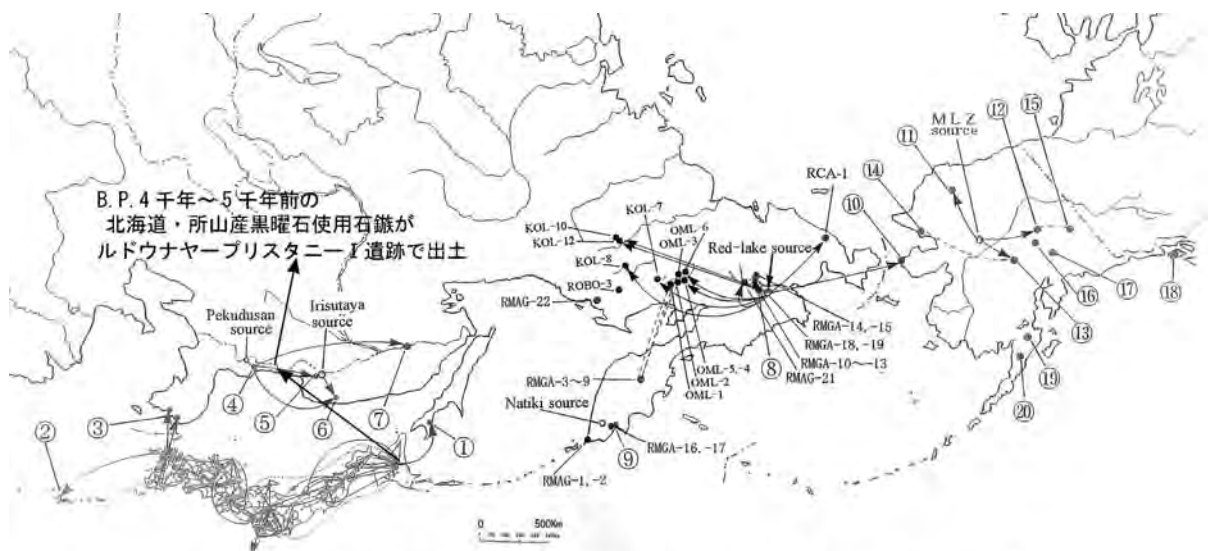 B.P.4千年～5千年前の
北海道・所山産黒曜石使用石鏃が
ルドウナヤープリスタニーⅠ遺跡で出土
Pekudusan
source
Irisutaya
source
①
②
③
④
⑤
⑥
⑦
KOL-10
KOL-12
KOL-8
ROBO-3
RMAG-22
KOL-7
OML-6
OML-3
Red-lake source
RCA-1
RMGA-3～9
Natiki source
RMAG-1, -2
⑨
RMGA-16, -17
OML-5, -4
OML-2
OML-1
⑧
RMGA-14, -15
RMGA-18, -19
RMGA-10～-13
RMAG-21
⑩
⑭
⑪
MLZ
source
⑫
⑮
⑯
⑰
⑬
⑱
⑲
⑳
0 500Km